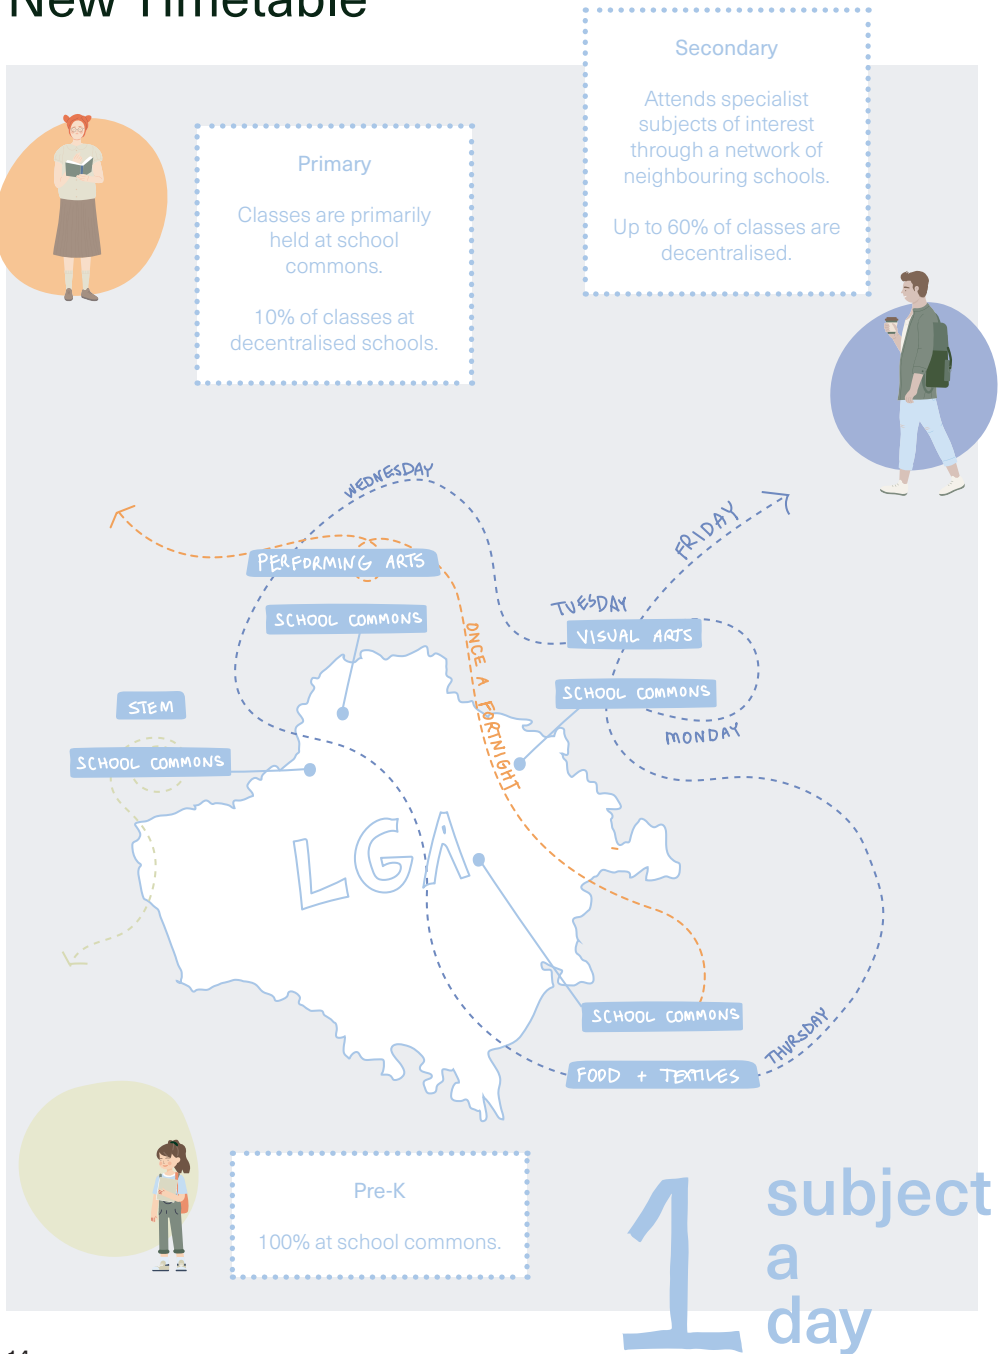 New Timetable
Secondary
Attends specialist
subjects of interest
through a network of
neighbouring schools.
Up to 60% of classes are
decentralised.
Primary
Classes are primarily
held at school
commons.
10% of classes at
decentralised schools.
WEDNESDAY
FRIDAY
PERFORMING ARTS
TUESDAY
SCHOOL COMMONS
VISUAL ARTS
ONCE A FORTNIGHT
SCHOOL COMMONS
STEM
MONDAY
SCHOOL COMMONS
LGA
SCHOOL COMMONS
THURSDAY
FOOD + TEXTILES
Pre-K
100% at school commons.
1 subject
a
day
14